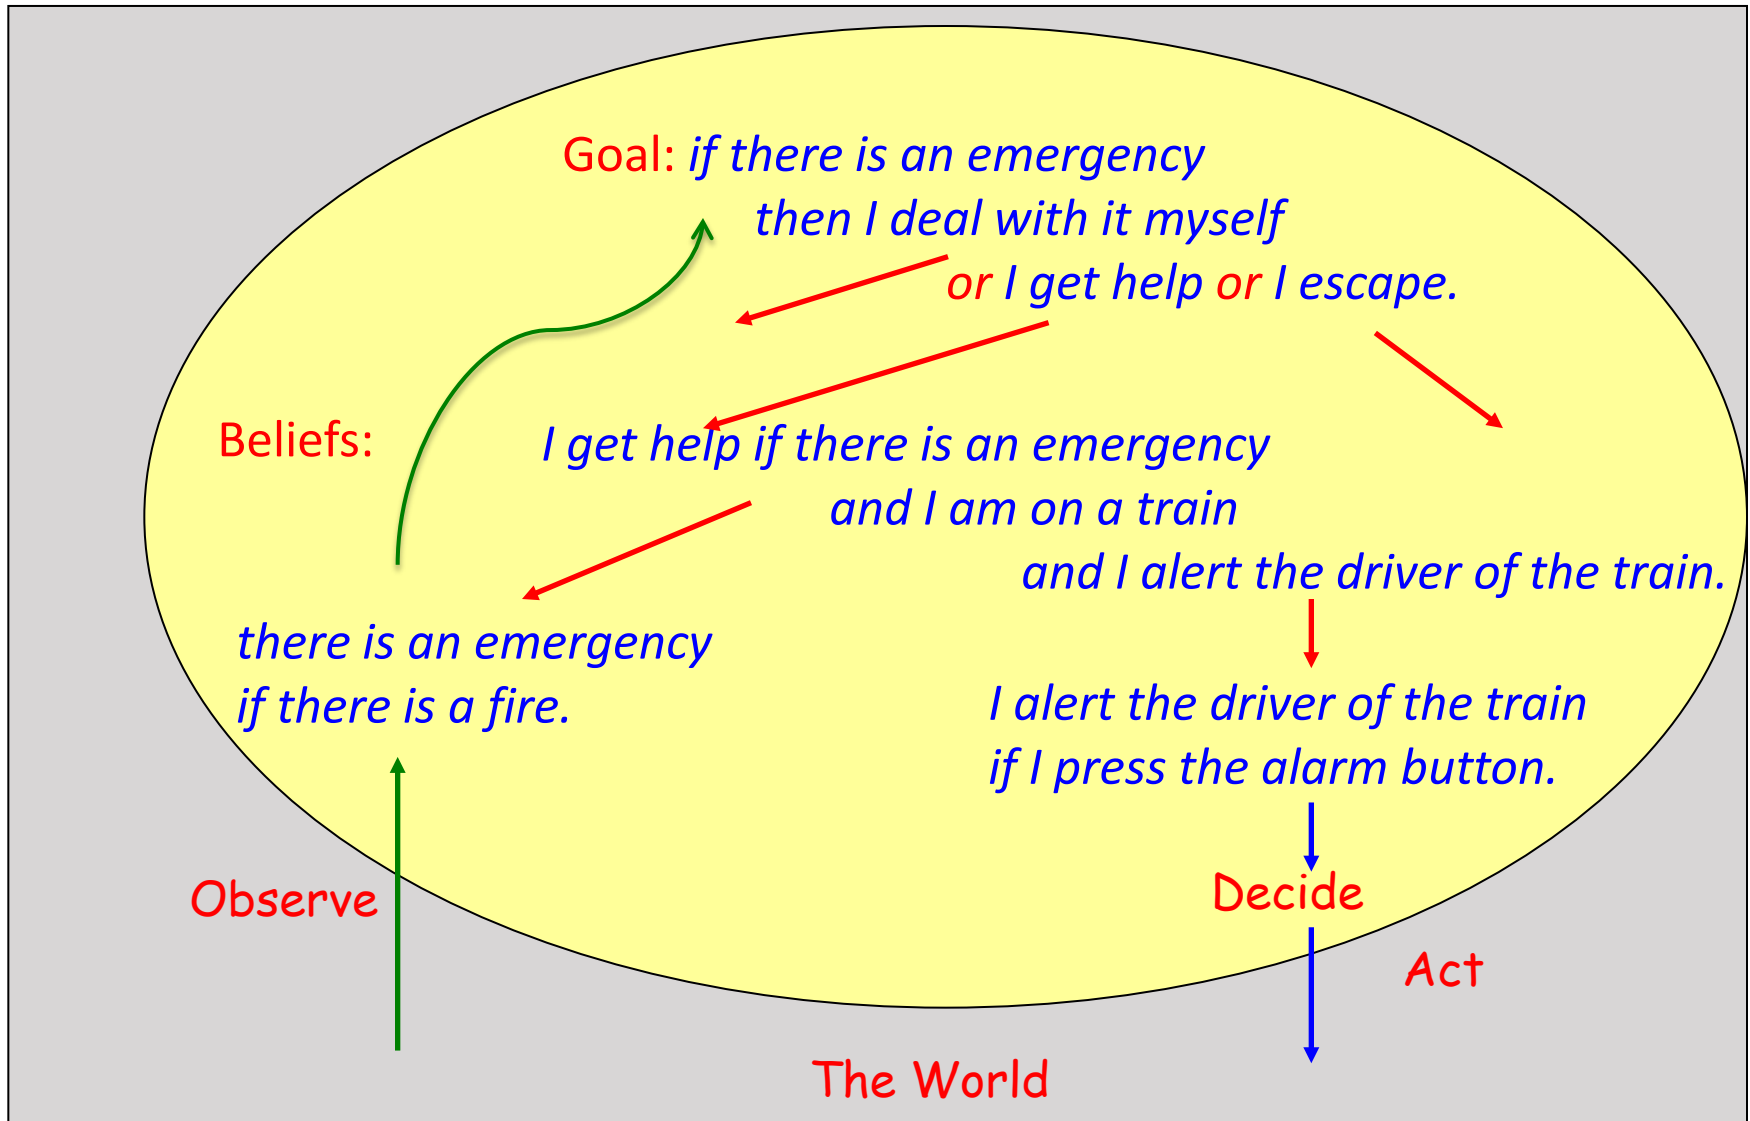 Goal: if there is an emergency
then I deal with it myself
or I get help or I escape.
Beliefs:
I get help if there is an emergency
and I am on a train
and I alert the driver of the train.
there is an emergency
if there is a fire.
I alert the driver of the train
if I press the alarm button.
Observe
Decide
Act
The World